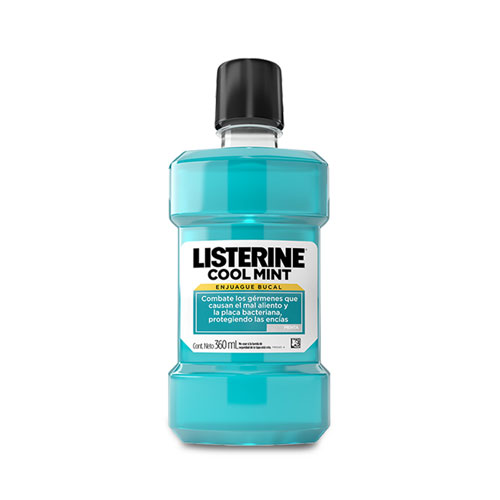 LISTERINE
COOL MINT
ENJUAGUE BUCAL
Combate los gérmenes que
causan el mal aliento y
la placa bacteriana,
protegiendo las encías
Cont. Neto 360 mL